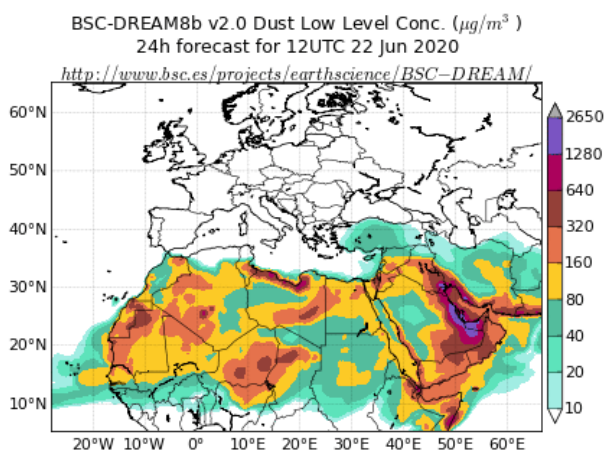 BSC-DREAM8b v2.0 Dust Low Level Conc. (μg/m³ )
24h forecast for 12UTC 22 Jun 2020
http://www.bsc.es/projects/earthscience/BSC−DREAM/
60°N
50°N
40°N
30°N
20°N
10°N
20°W 10°W 0° 10°E 20°E 30°E 40°E 50°E 60°E
2650
1280
640
320
160
80
40
20
10